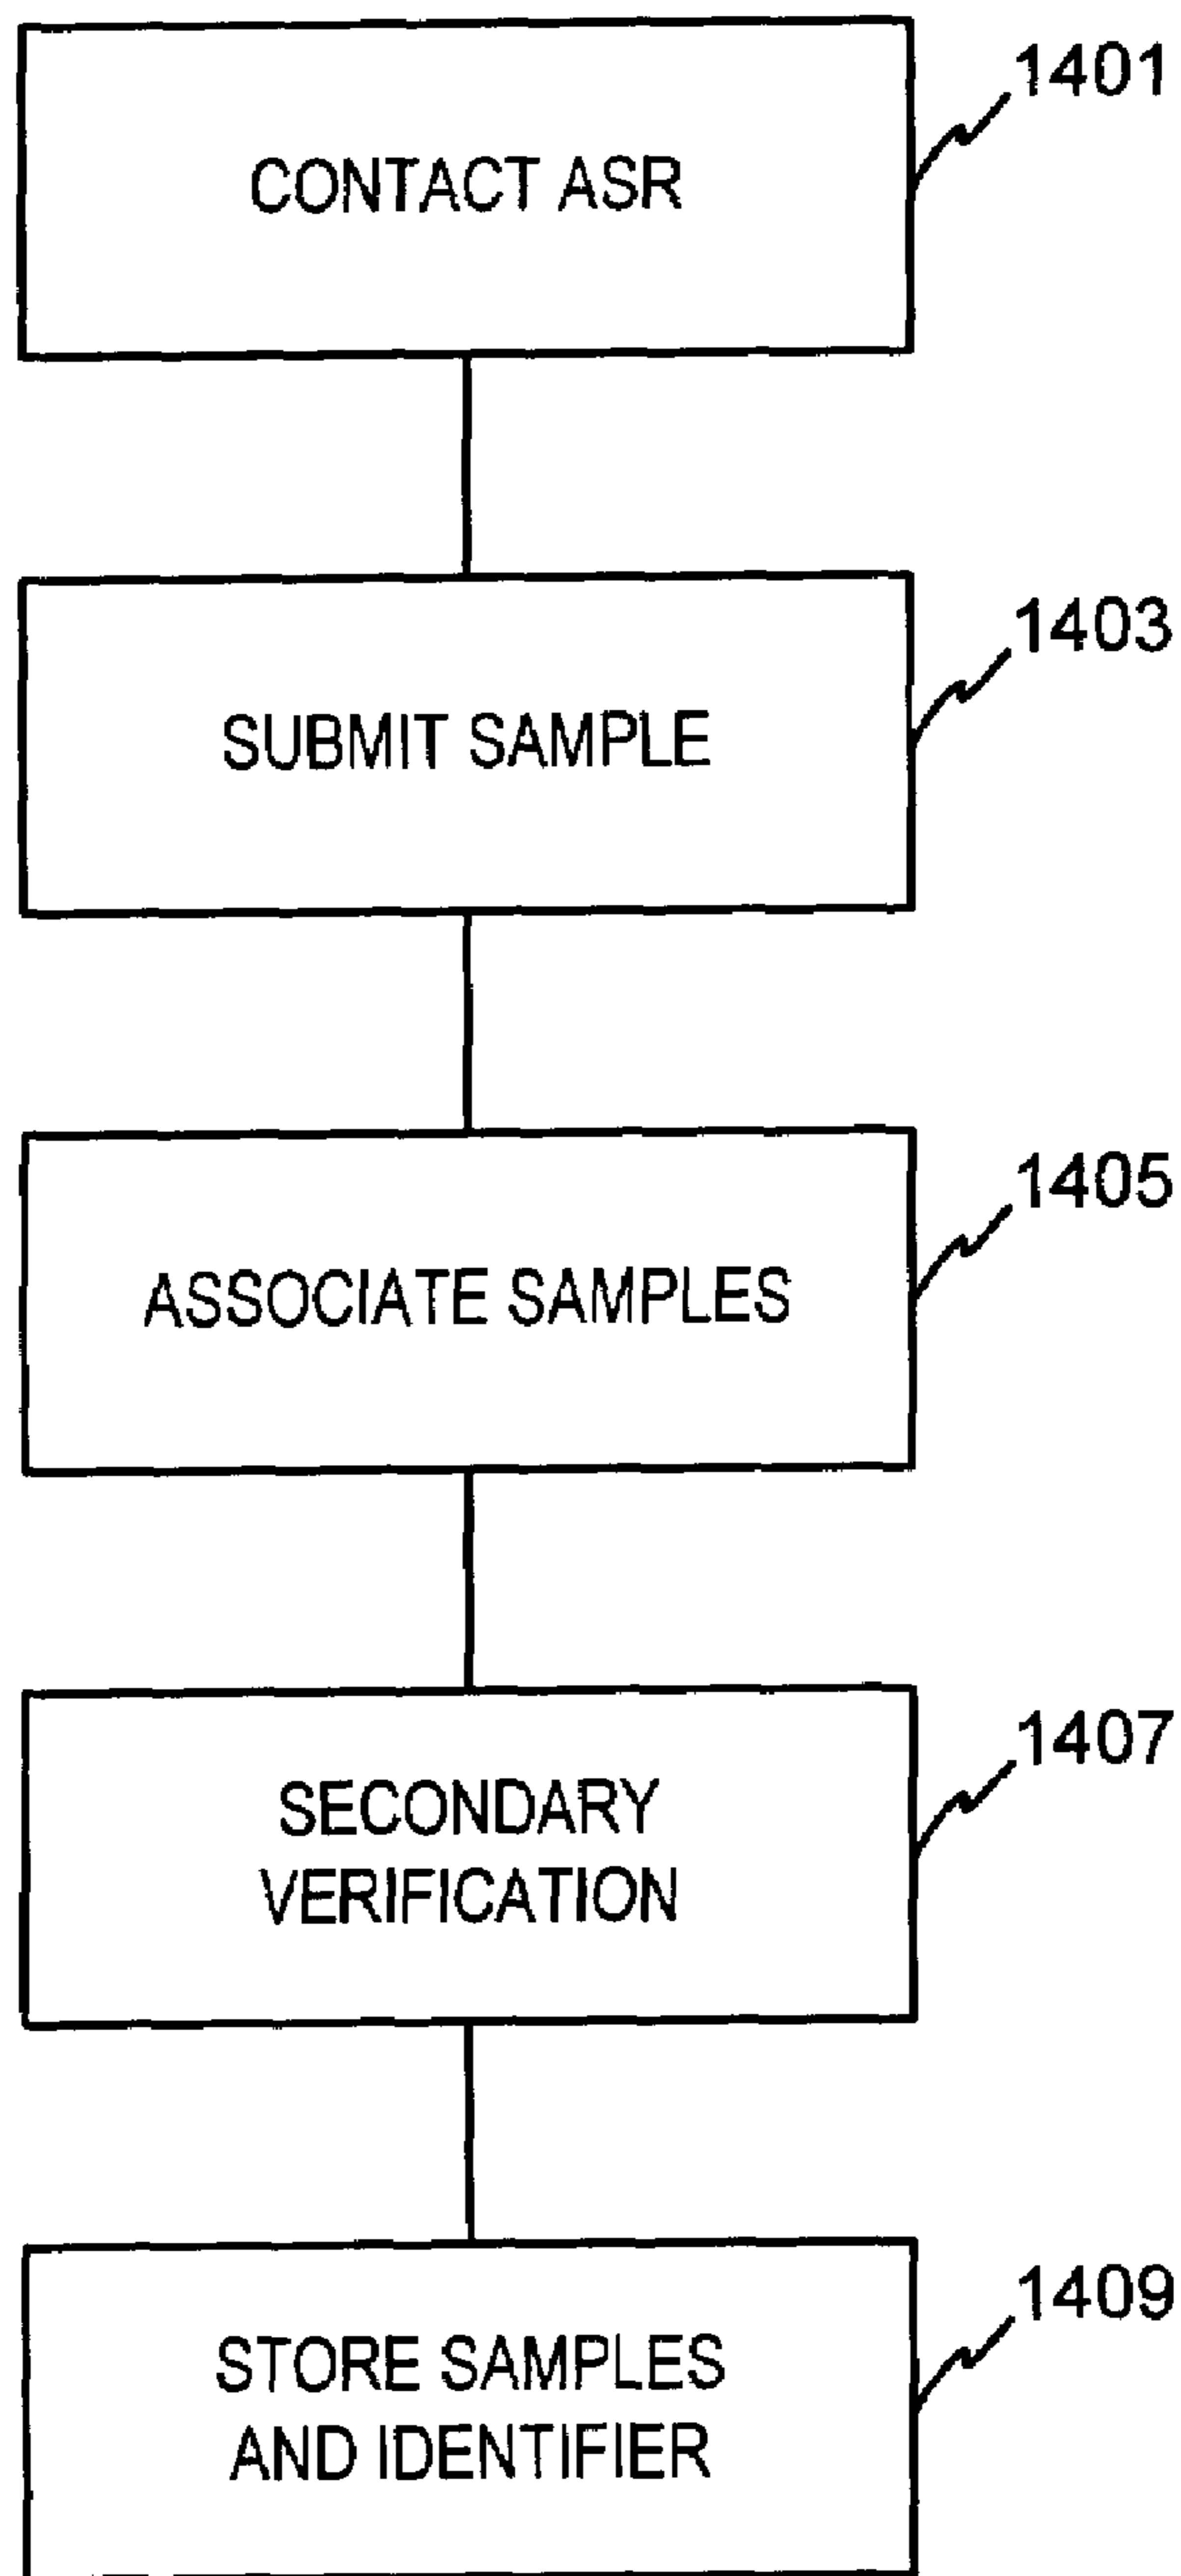 1401
CONTACT ASR
1403
SUBMIT SAMPLE
1405
ASSOCIATE SAMPLES
1407
SECONDARY
VERIFICATION
1409
STORE SAMPLES
AND IDENTIFIER